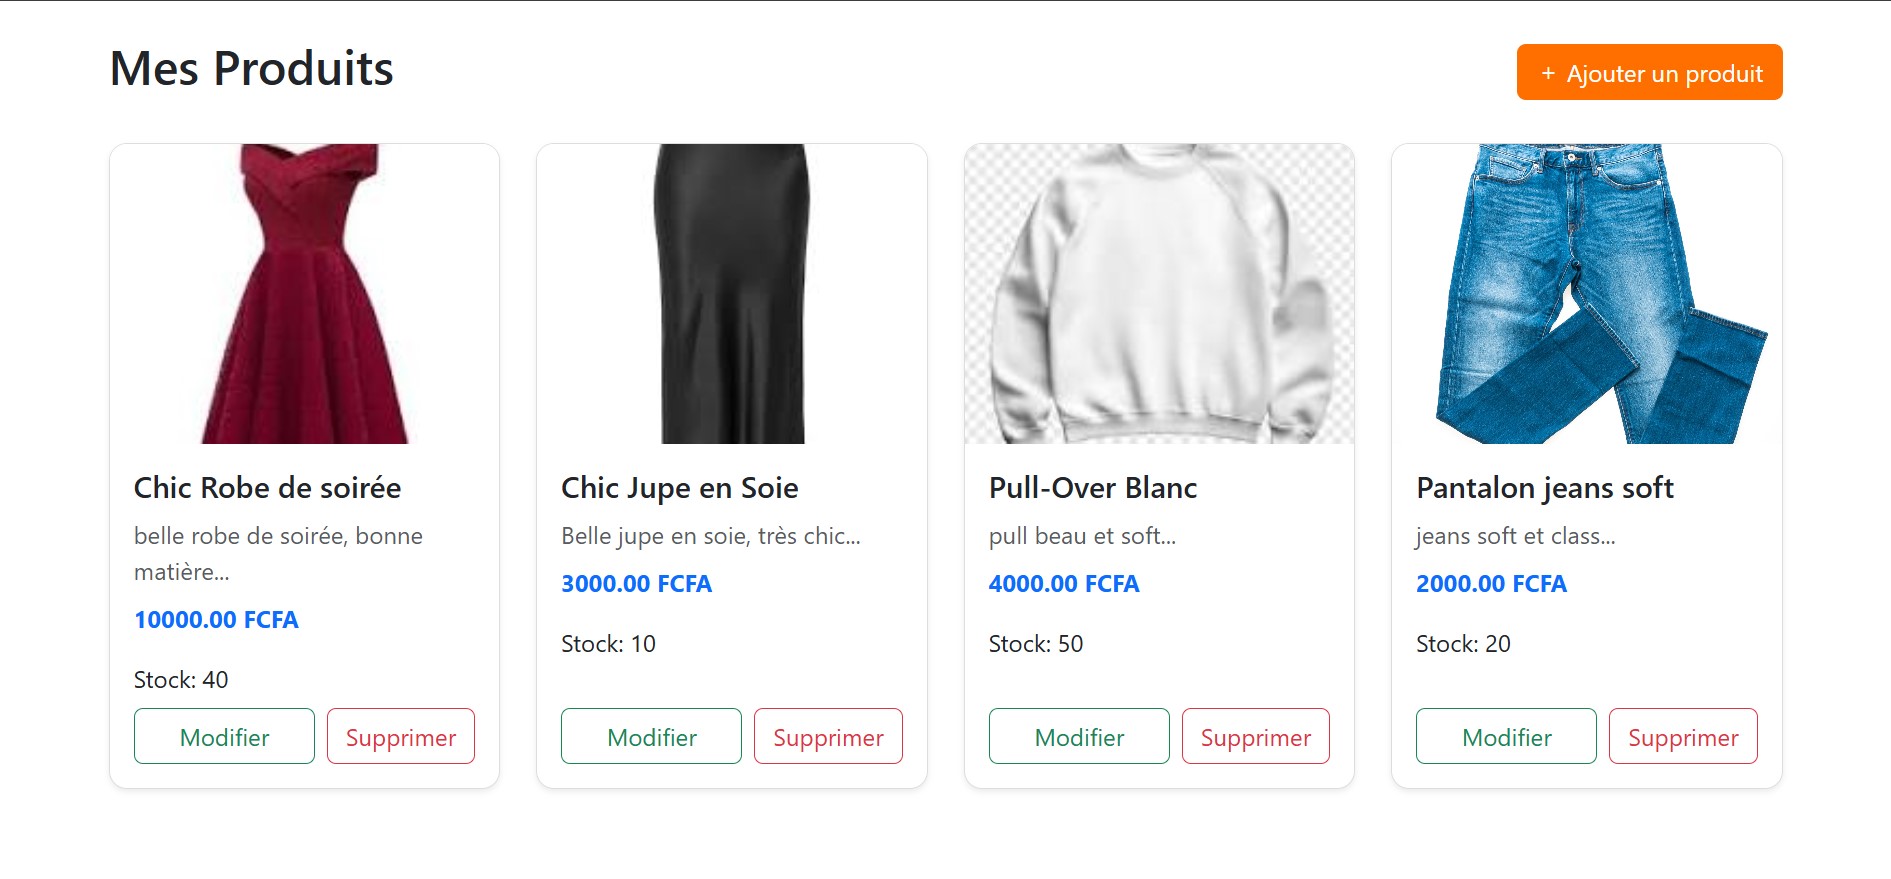 Mes Produits
+ Ajouter un produit
Chic Robe de soirée
belle robe de soirée, bonne
matière...
10000.00 FCFA
Stock: 40
Modifier
Supprimer
Chic Jupe en Soie
Belle jupe en soie, très chic...
3000.00 FCFA
Stock: 10
Modifier
Supprimer
Pull-Over Blanc
pull beau et soft...
4000.00 FCFA
Stock: 50
Modifier
Supprimer
Pantalon jeans soft
jeans soft et class...
2000.00 FCFA
Stock: 20
Modifier
Supprimer